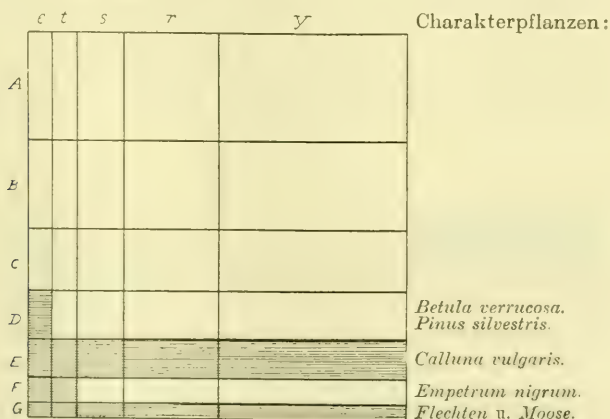 c t s r y
Charakterpflanzen:
A
B
C
D
Betula verrucosa.
Pinus silvestris.
E
Calluna vulgaris.
F
Empetrum nigrum.
G
Flechten u. Moose.